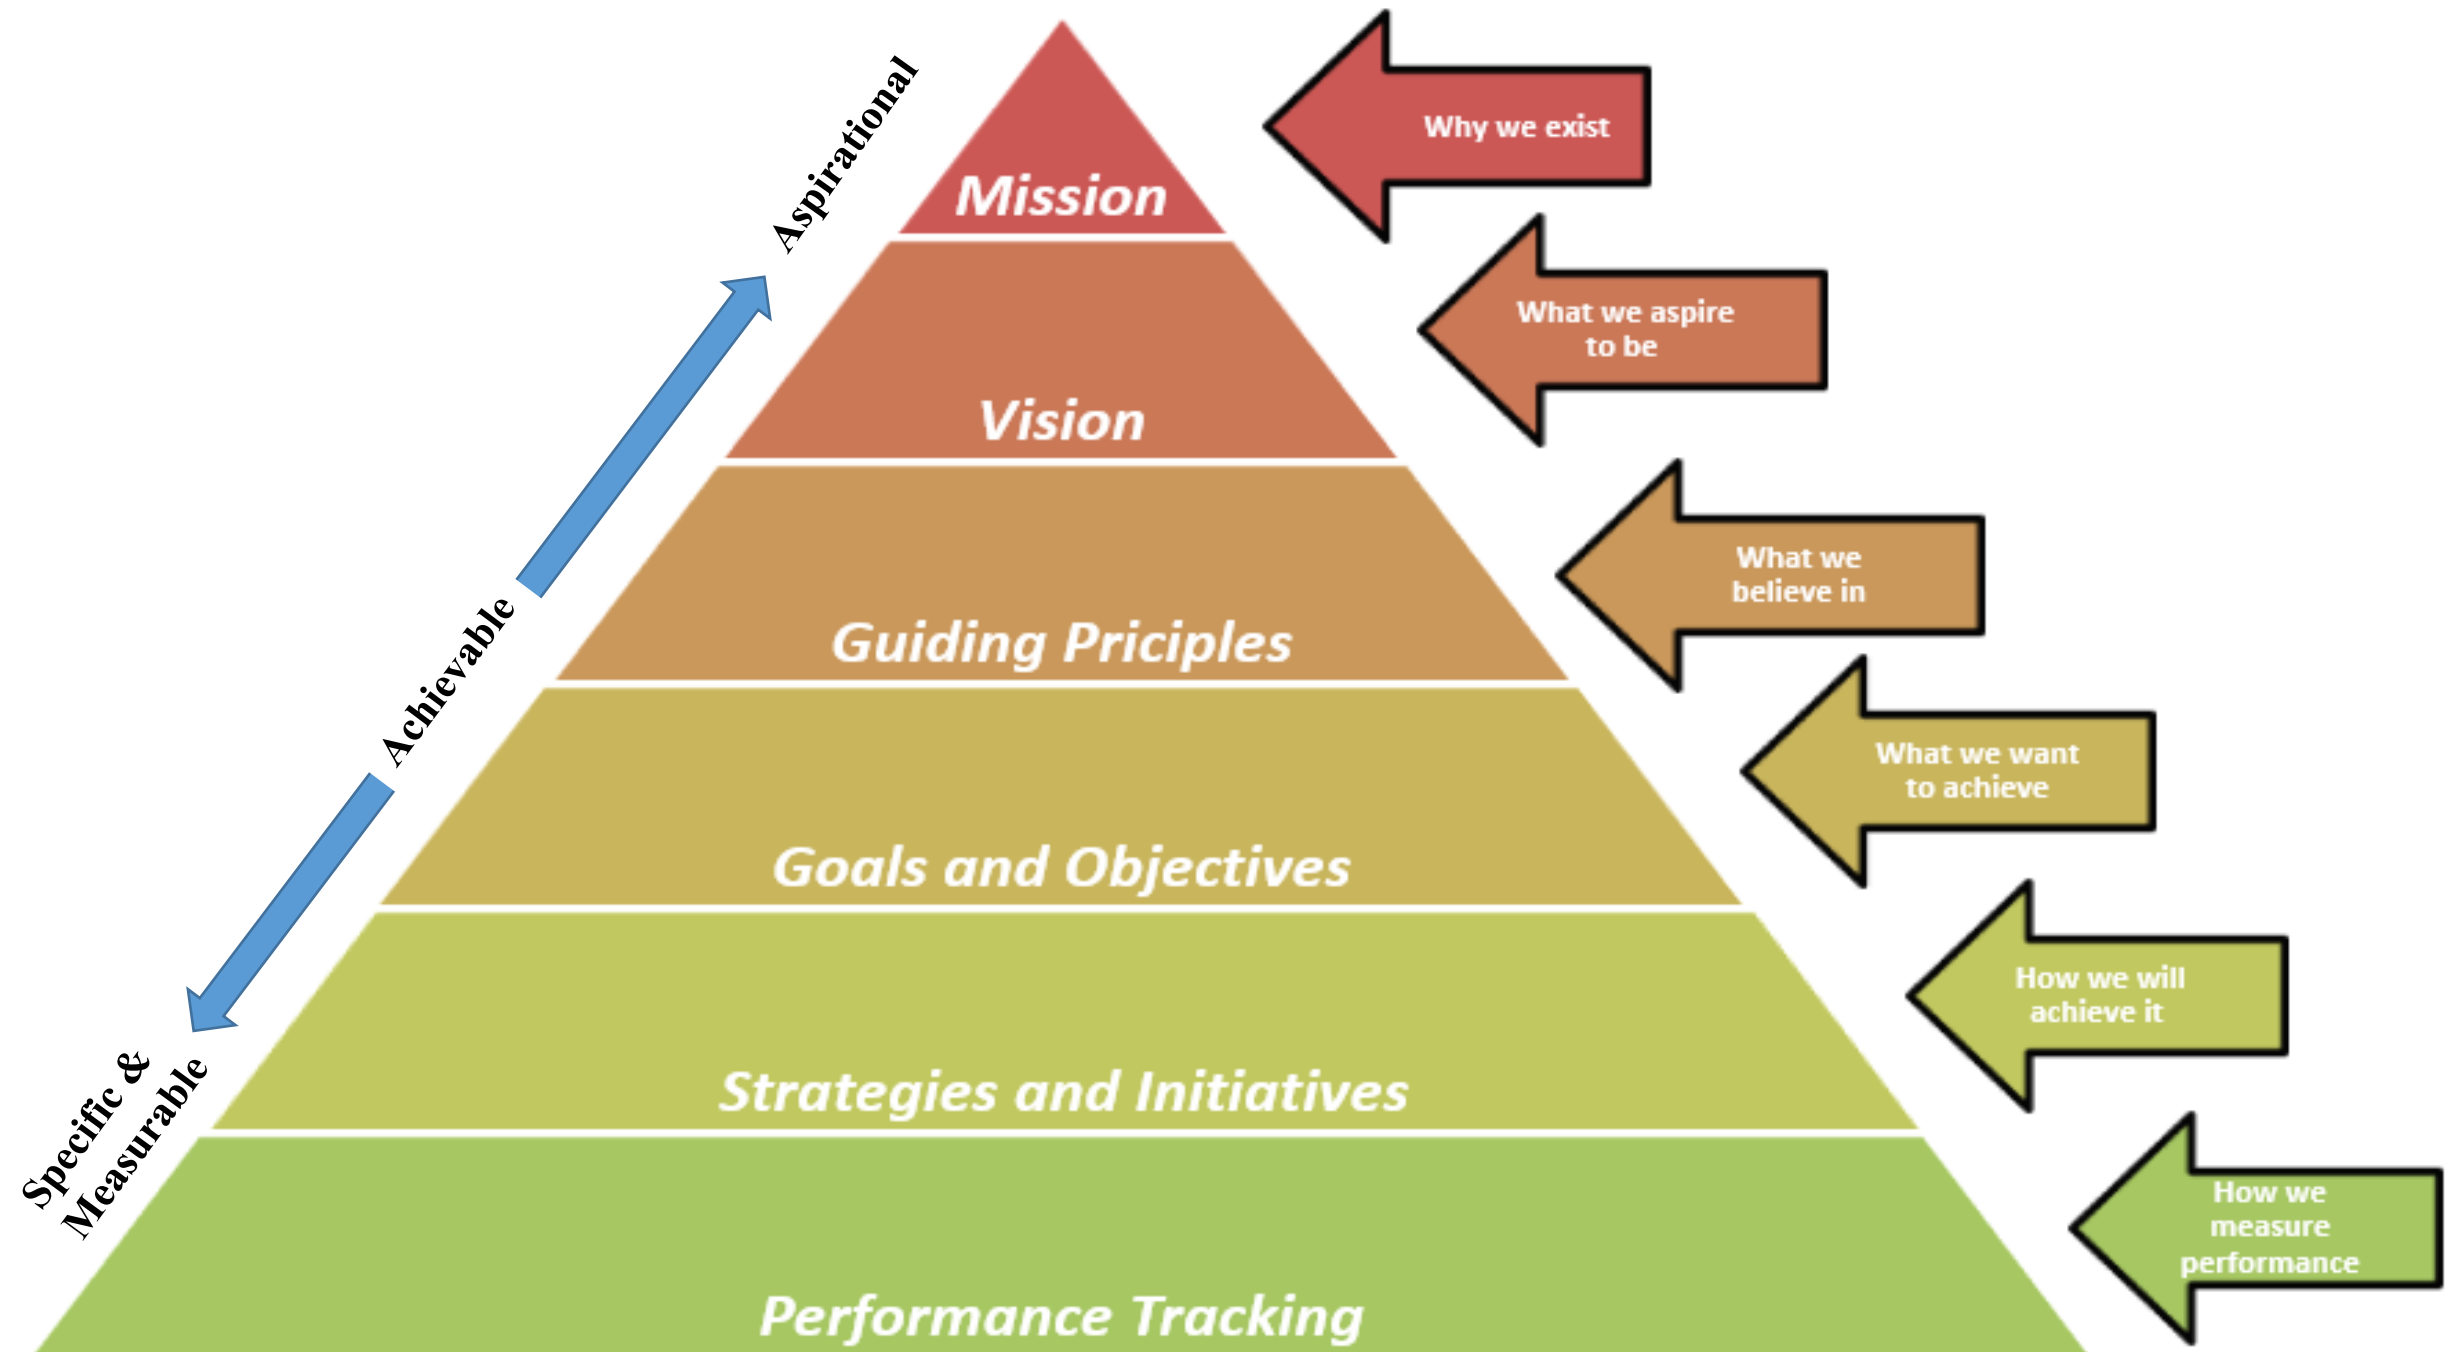 Aspirational
Achievable
Specific &
Measurable
Mission
Why we exist
Vision
What we aspire
to be
Guiding Priciples
What we
believe in
Goals and Objectives
What we want
to achieve
Strategies and Initiatives
How we will
achieve it
Performance Tracking
How we
measure
performance